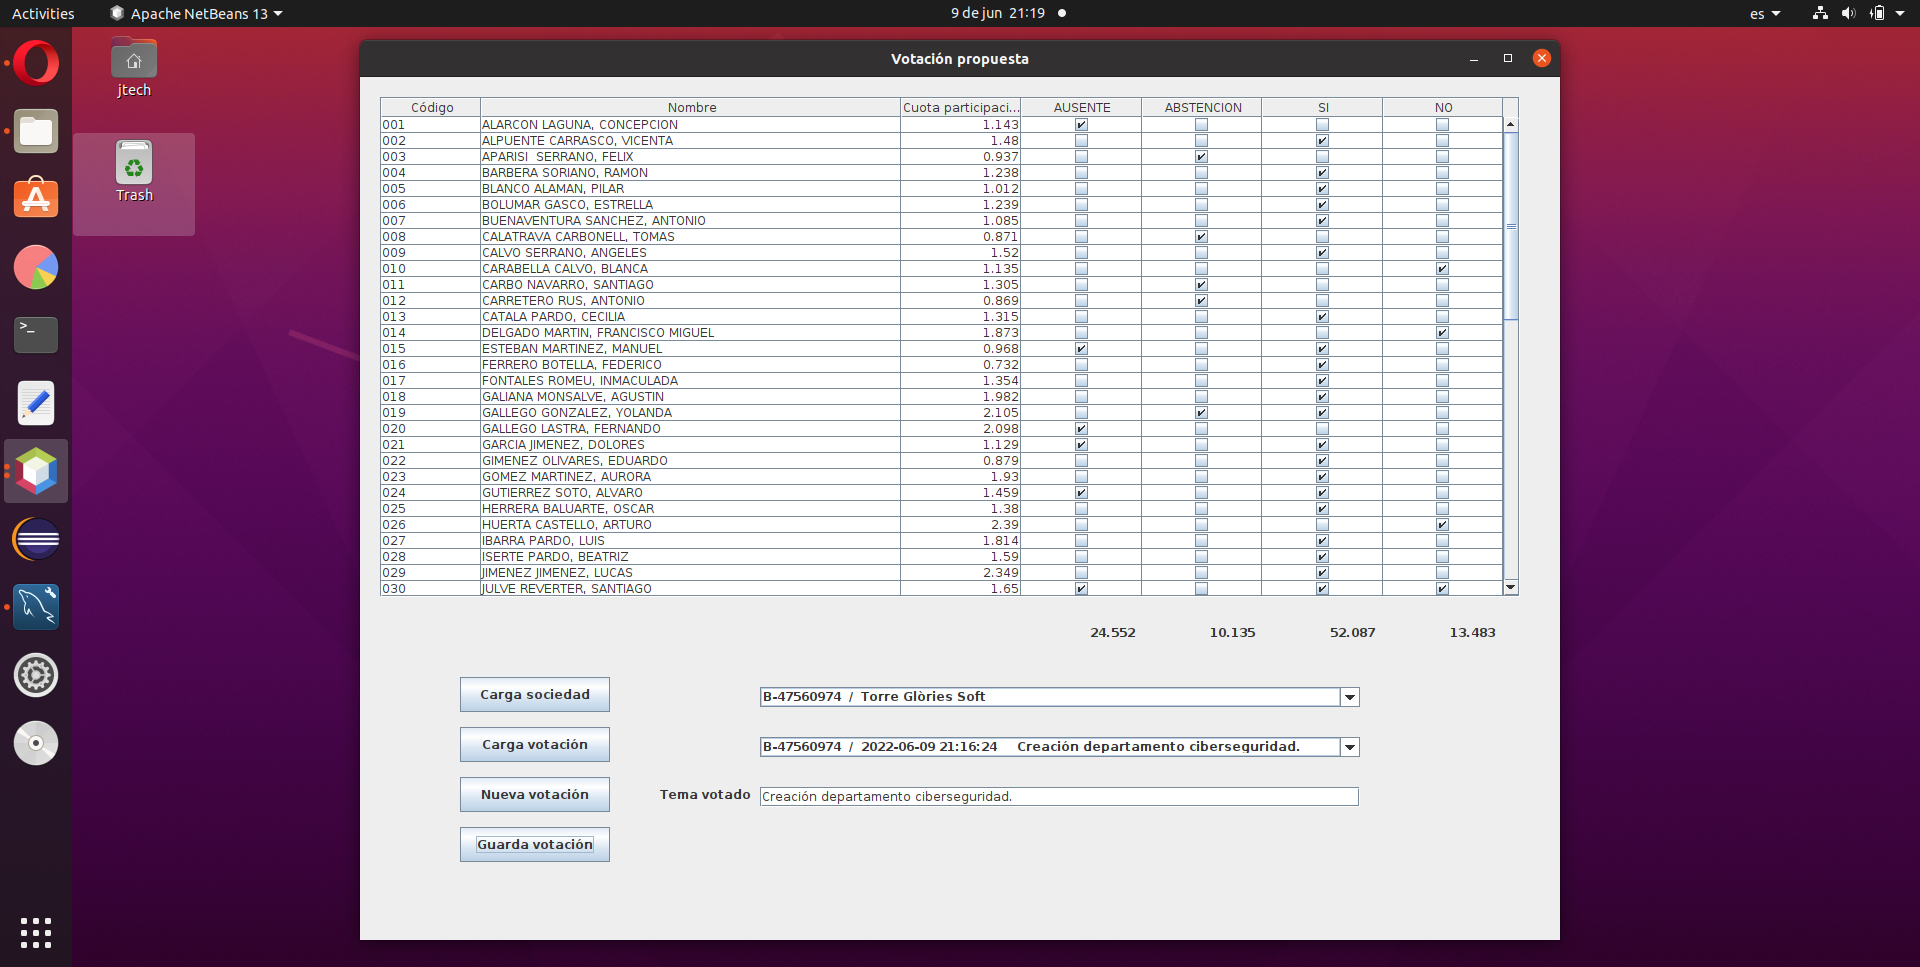 Activities Apache NetBeans 13 9 de jun 21:19 es
jtech
Trash
Votación propuesta
Código Nombre Cuota participaci... AUSENTE ABSTENCION SI NO
001 ALARCON LAGUNA, CONCEPCION 1.143
002 ALPUENTE CARRASCO, VICENTA 1.48
003 APARISI  SERRANO, FELIX 0.937
004 BARBERA SORIANO, RAMON 1.238
005 BLANCO ALAMAN, PILAR 1.012
006 BOLUMAR GASCO, ESTRELLA 1.239
007 BUENAVENTURA SANCHEZ, ANTONIO 1.085
008 CALATRAVA CARBONELL, TOMAS 0.871
009 CALVO SERRANO, ANGELES 1.52
010 CARABELLA CALVO, BLANCA 1.135
011 CARBO NAVARRO, SANTIAGO 1.305
012 CARRETERO RUS, ANTONIO 0.869
013 CATALA PARDO, CECILIA 1.315
014 DELGADO MARTIN, FRANCISCO MIGUEL 1.873
015 ESTEBAN MARTINEZ, MANUEL 0.968
016 FERRERO BOTELLA, FEDERICO 0.732
017 FONTALES ROMEU, INMACULADA 1.354
018 GALIANA MONSALVE, AGUSTIN 1.982
019 GALLEGO GONZALEZ, YOLANDA 2.105
020 GALLEGO LASTRA, FERNANDO 2.098
021 GARCIA JIMENEZ, DOLORES 1.129
022 GIMENEZ OLIVARES, EDUARDO 0.879
023 GOMEZ MARTINEZ, AURORA 1.93
024 GUTIERREZ SOTO, ALVARO 1.459
025 HERRERA BALUARTE, OSCAR 1.38
026 HUERTA CASTELLO, ARTURO 2.39
027 IBARRA PARDO, LUIS 1.814
028 ISERTE PARDO, BEATRIZ 1.59
029 JIMENEZ JIMENEZ, LUCAS 2.349
030 JULVE REVERTER, SANTIAGO 1.65
24.552 10.135 52.087 13.483
Carga sociedad B-47560974 / Torre Glòries Soft
Carga votación B-47560974 / 2022-06-09 21:16:24 Creación departamento ciberseguridad.
Nueva votación Tema votado Creación departamento ciberseguridad.
Guarda votación